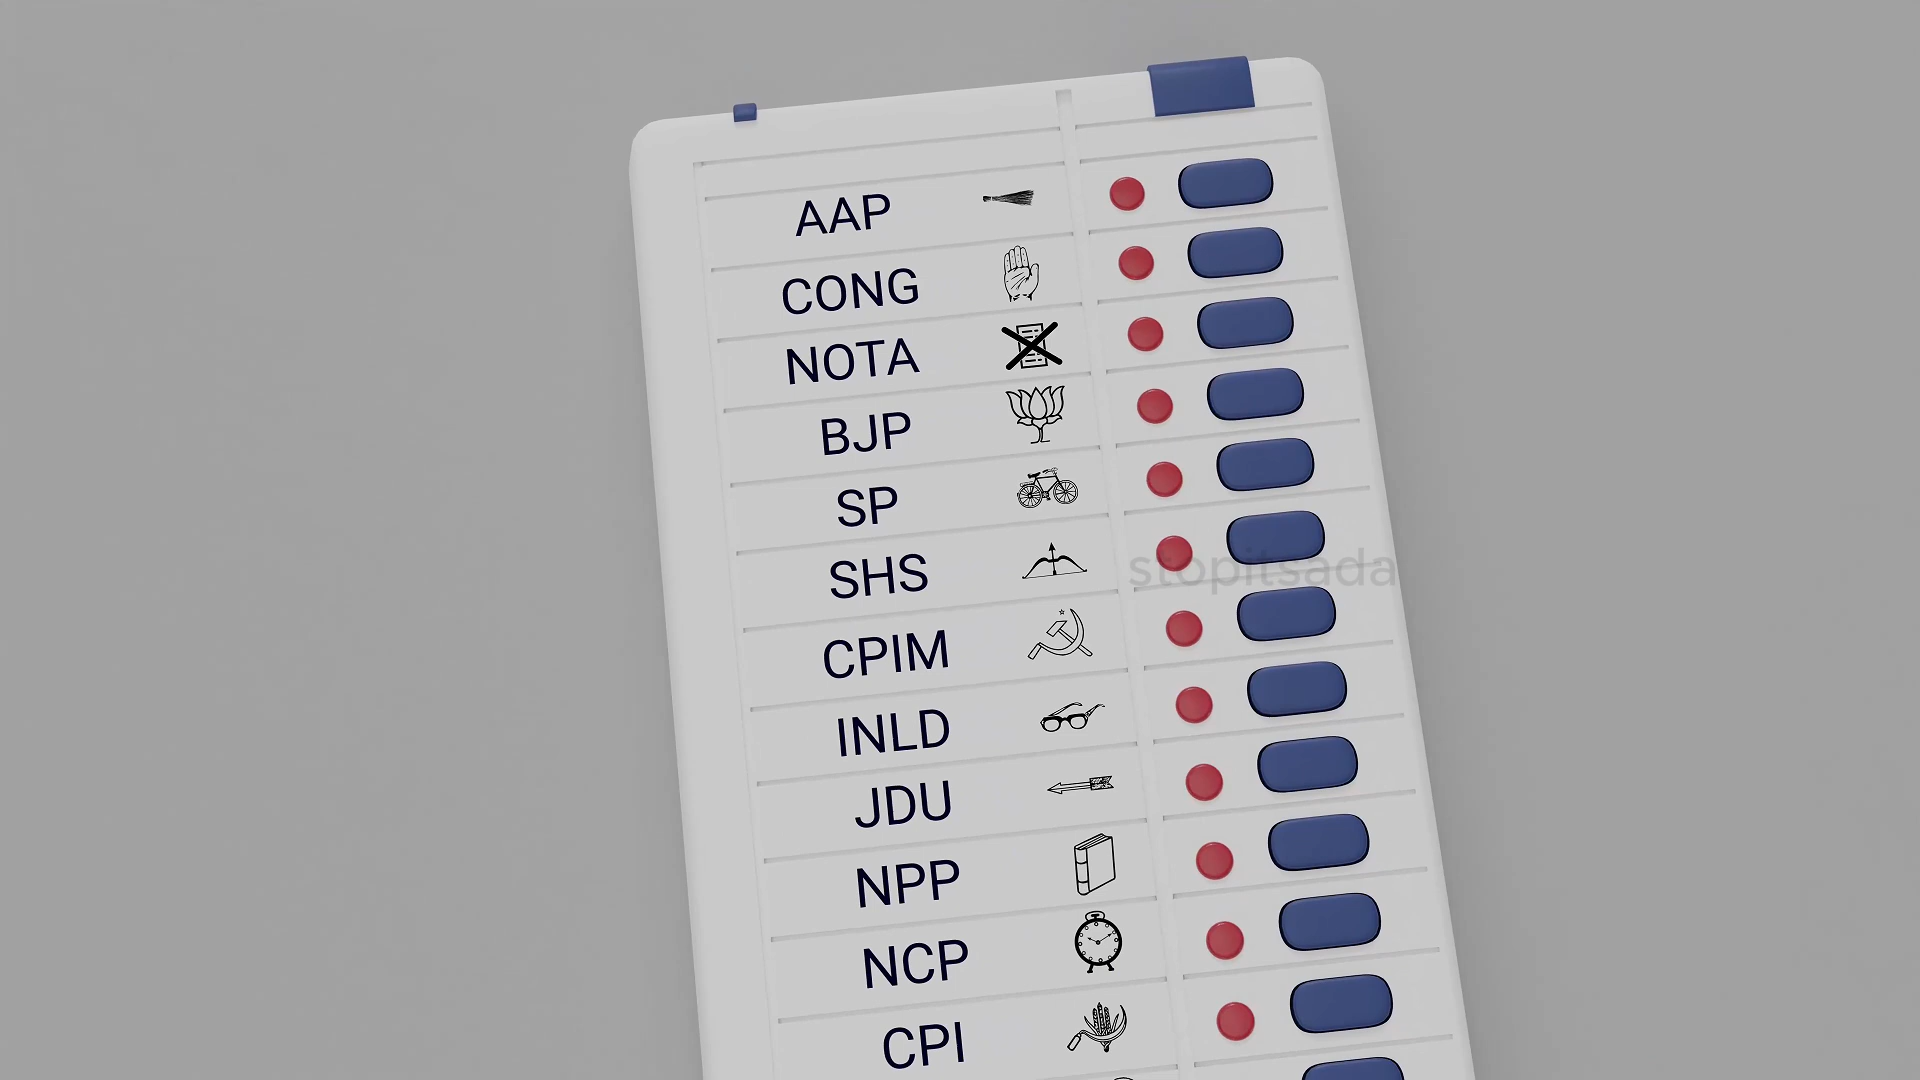 AAP
CONG
NOTA
BJP
SP
SHS
stopitsada
CPIM
INLD
JDU
NPP
NCP
CPI